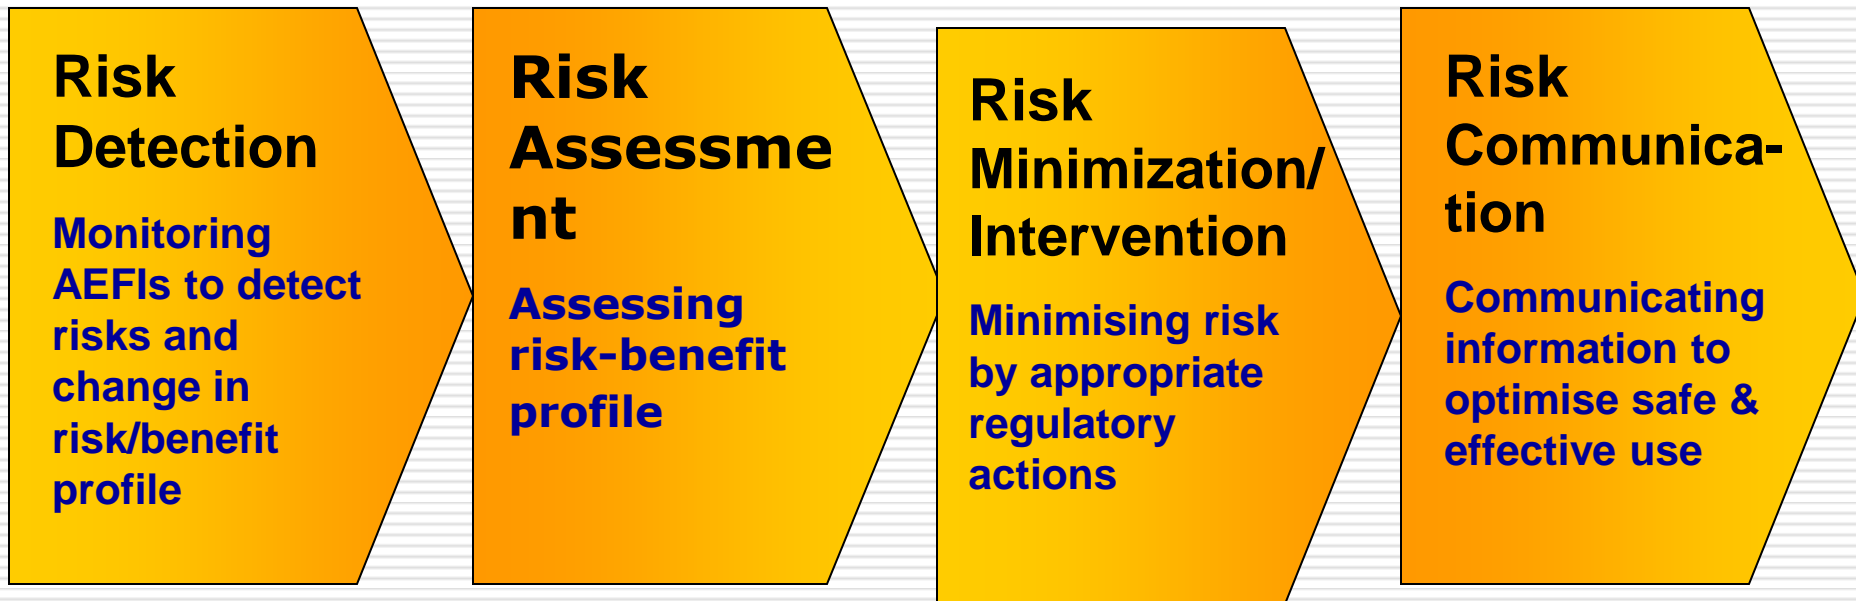 Risk
Detection
Monitoring
AEFIs to detect
risks and
change in
risk/benefit
profile
Risk
Assessme
nt
Assessing
risk-benefit
profile
Risk
Minimization/
Intervention
Minimising risk
by appropriate
regulatory
actions
Risk
Communica-
tion
Communicating
information to
optimise safe &
effective use